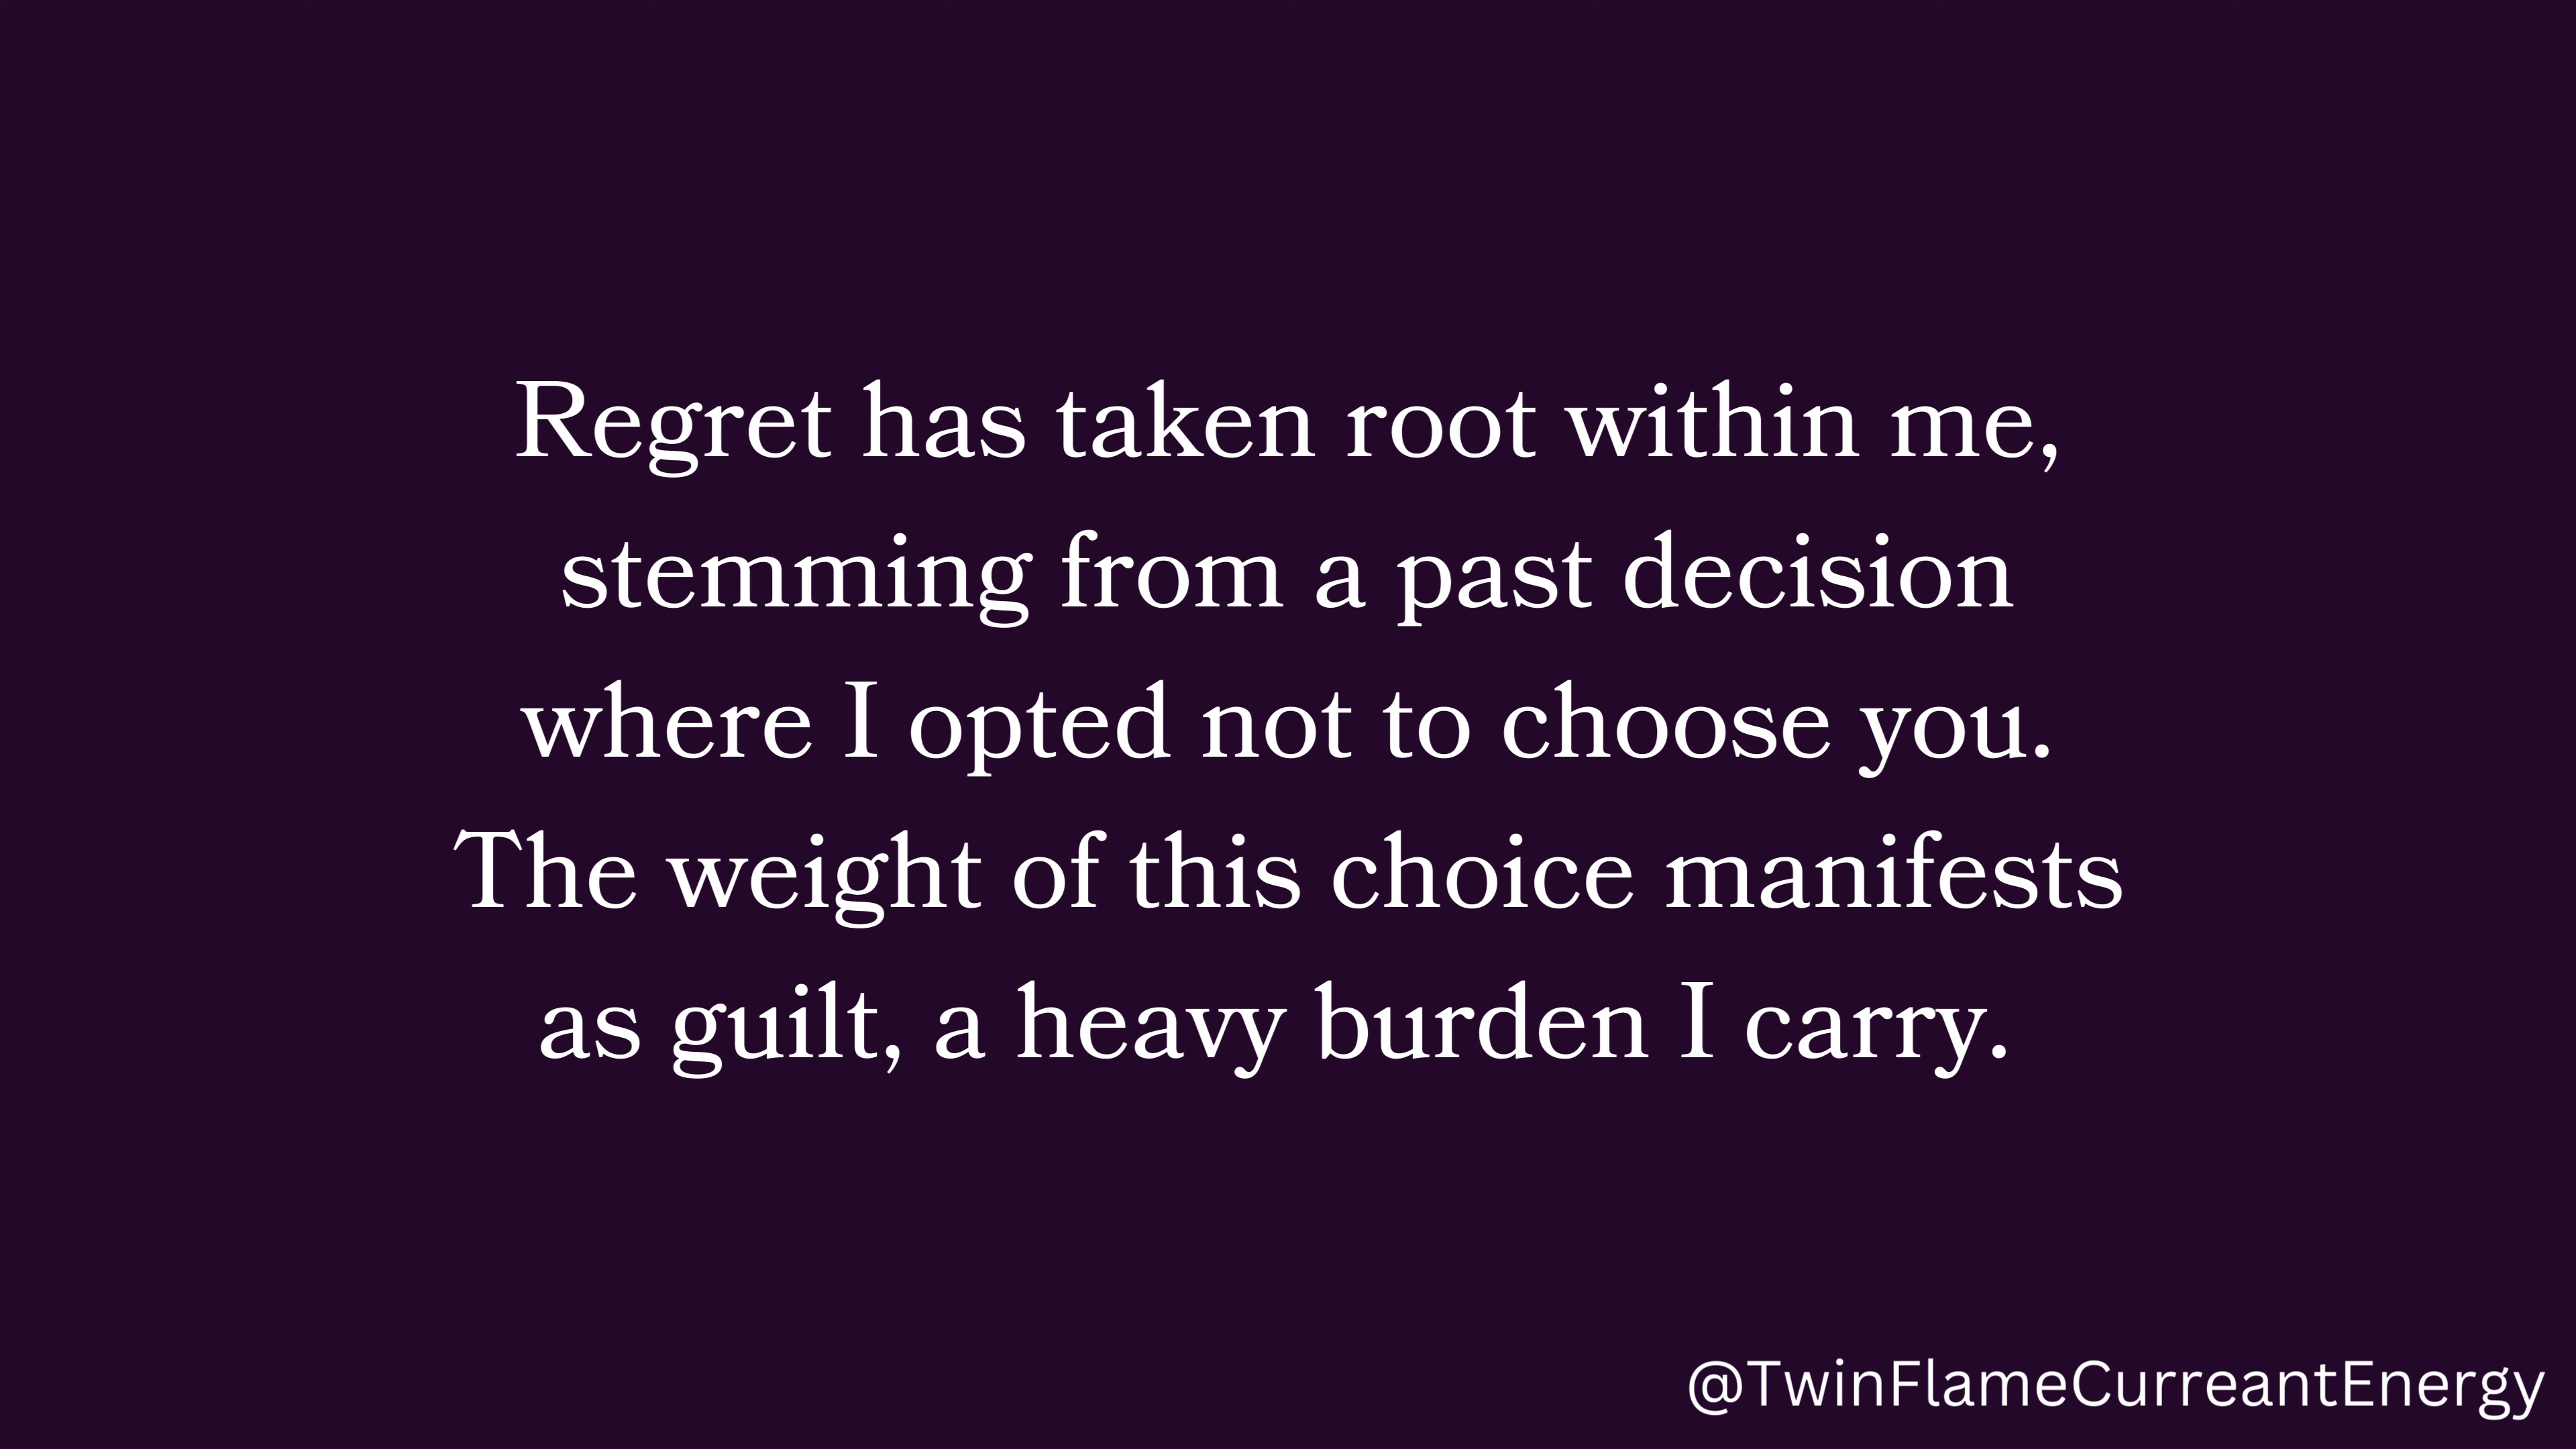 Regret has taken root within me,
stemming from a past decision
where I opted not to choose you.
The weight of this choice manifests
as guilt, a heavy burden I carry.
@TwinFlameCurreantEnergy